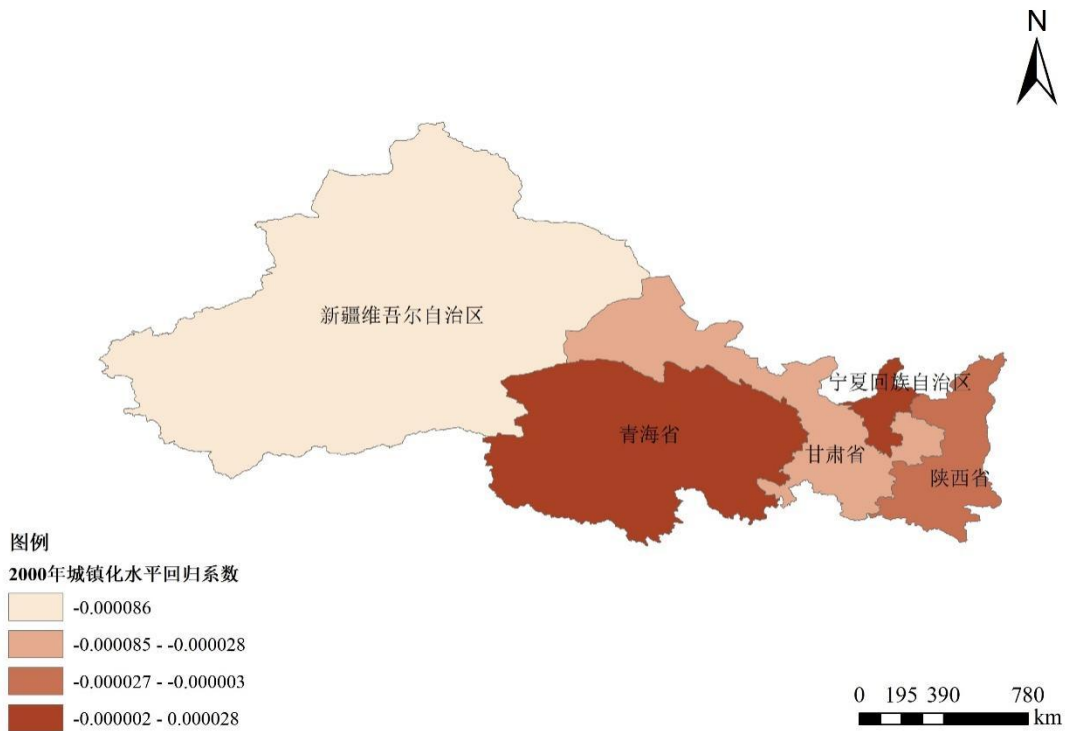 N
新疆维吾尔自治区
宁夏回族自治区
青海省
甘肃省
陕西省
图例
2000年城镇化水平回归系数
-0.000086
-0.000085 - -0.000028
-0.000027 - -0.000003
-0.000002 - 0.000028
0 195 390 780
km